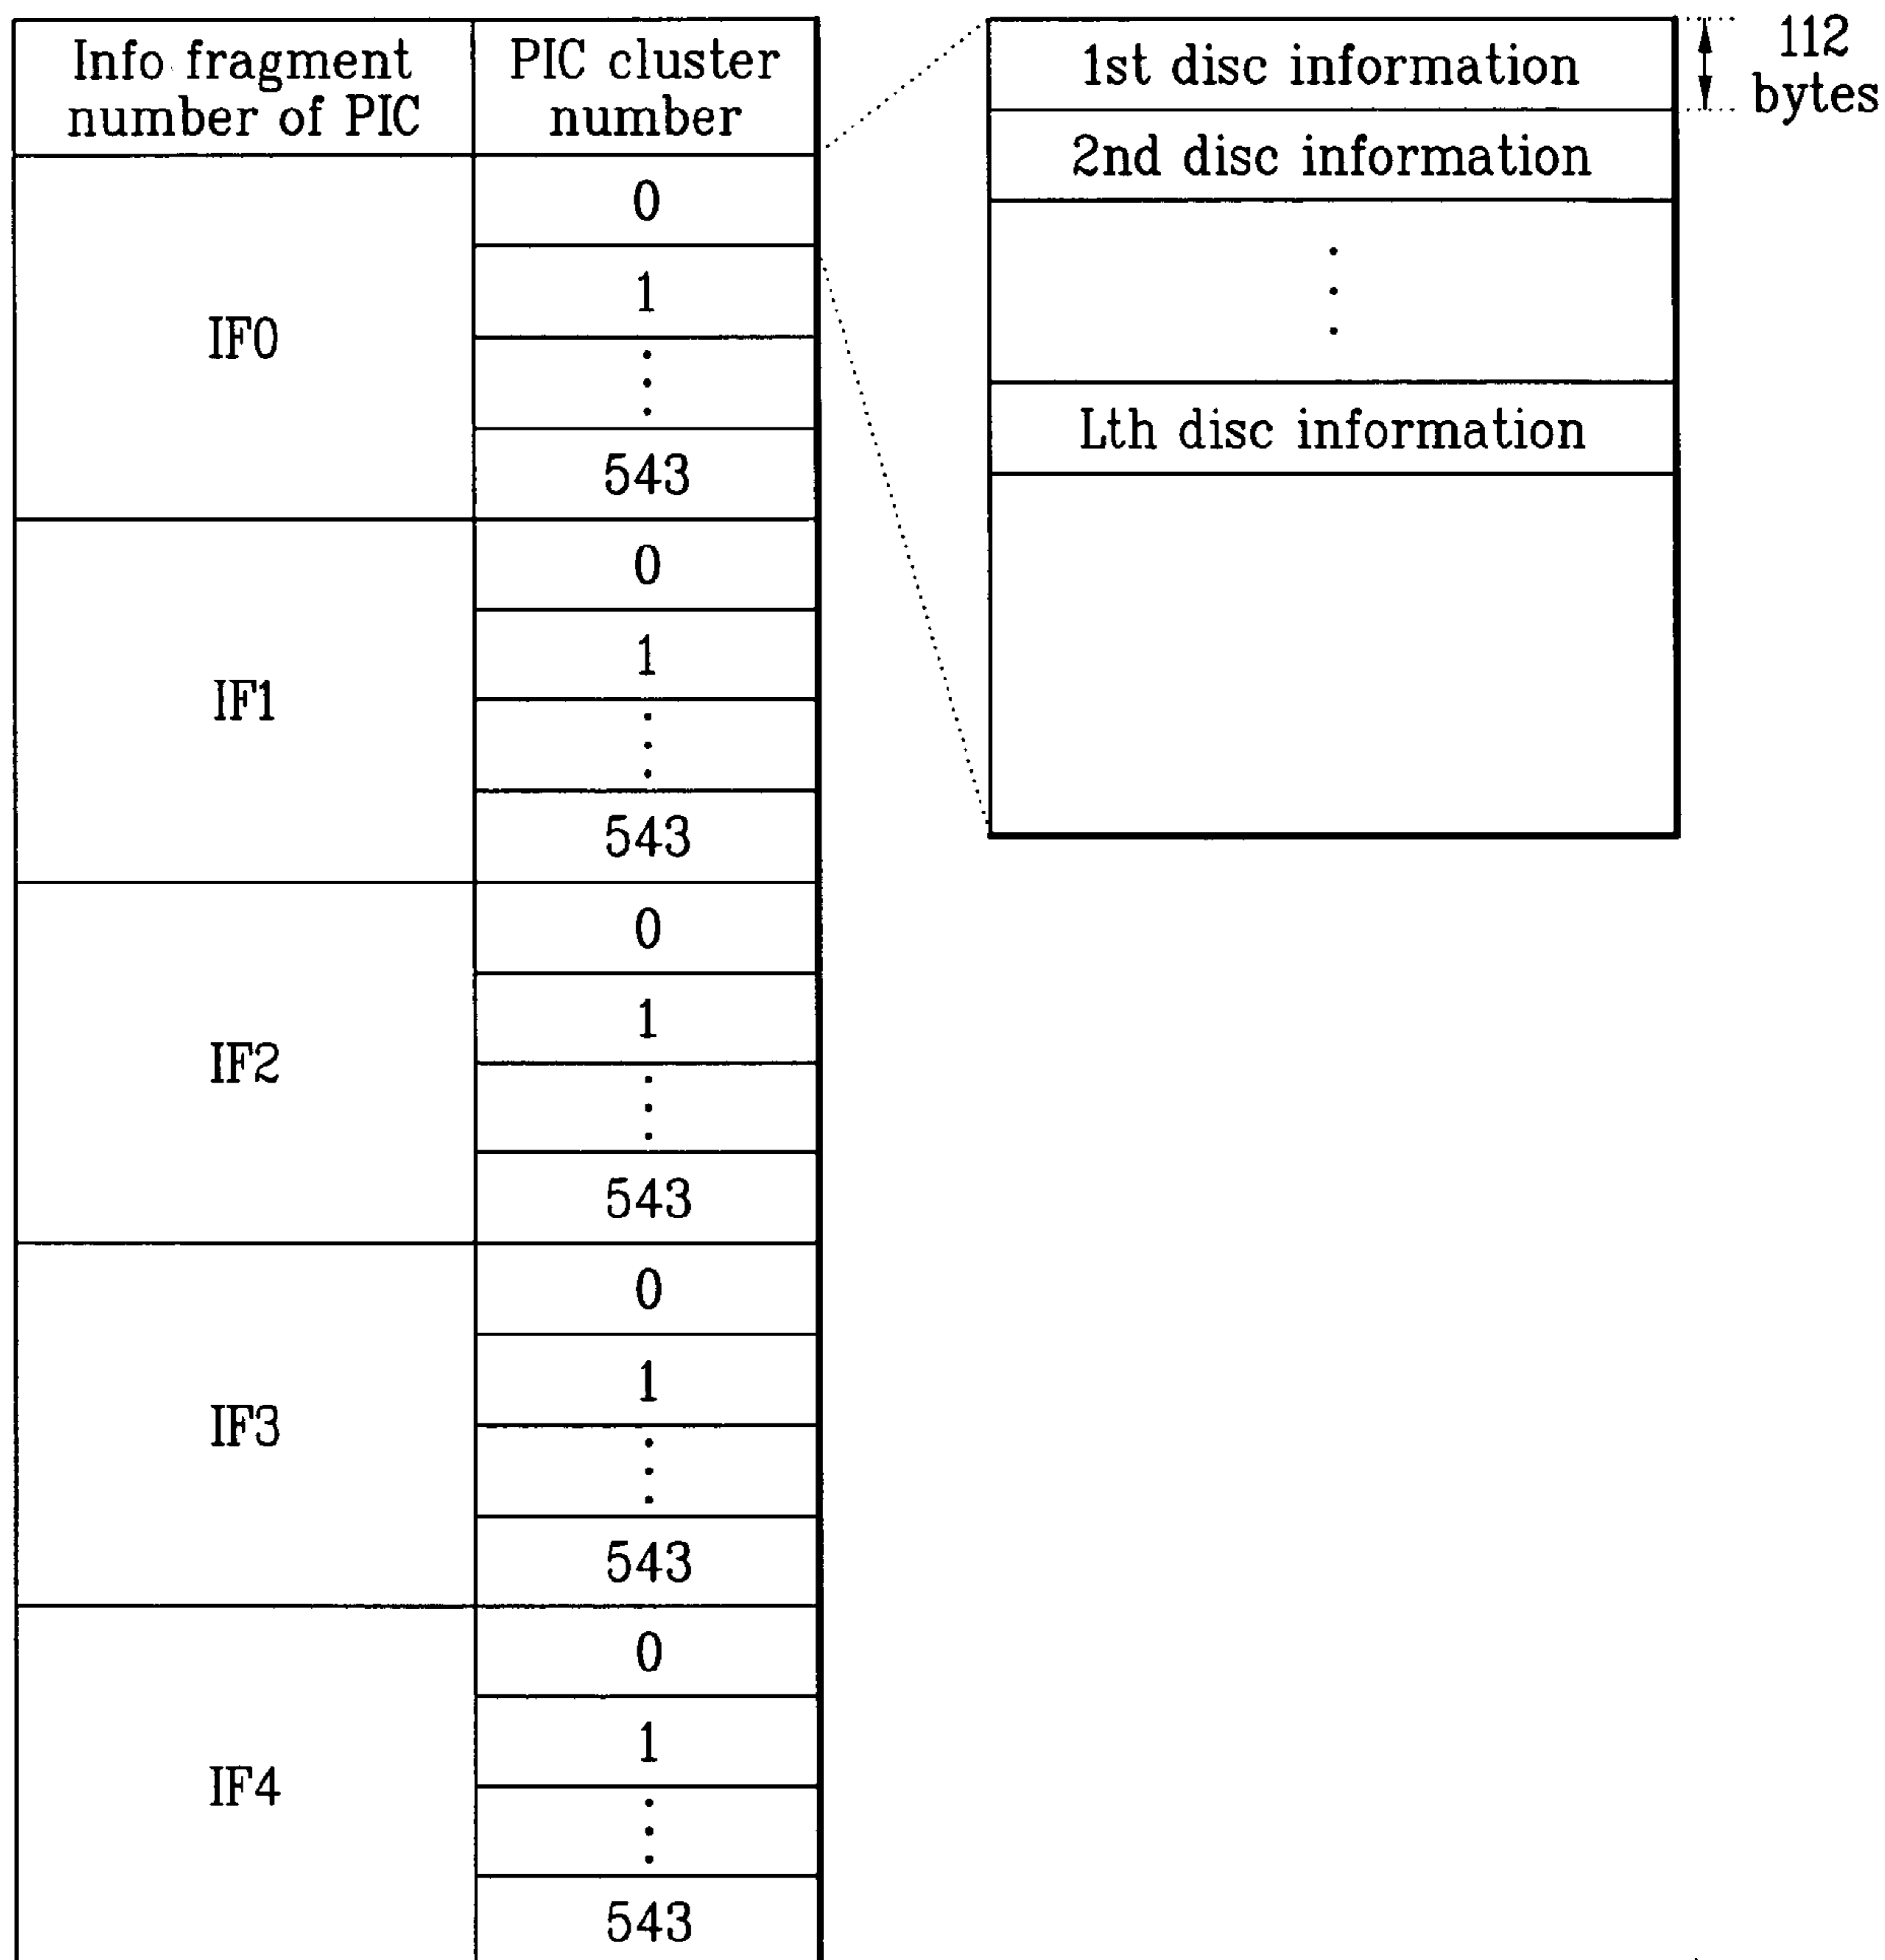 Info fragment
number of PIC
PIC cluster
number
IF0
0
1
543
IF1
0
1
543
IF2
0
1
543
IF3
0
1
543
IF4
0
1
543
1st disc information
2nd disc information
Lth disc information
112
bytes